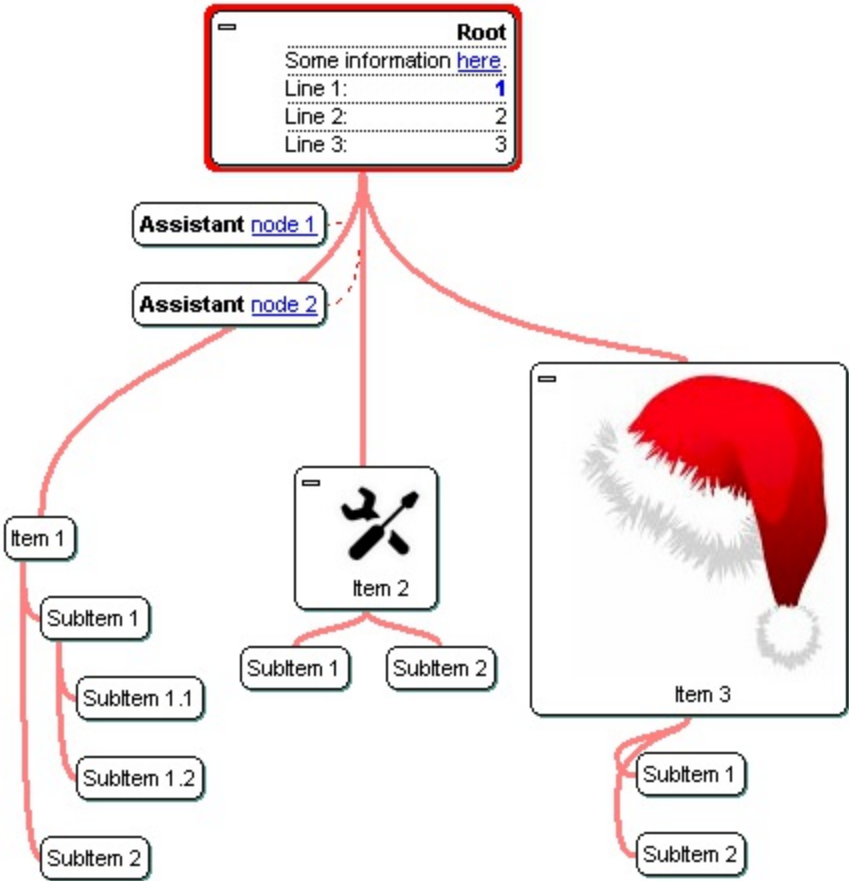 Root
Some information here.
Line 1: 1
Line 2: 2
Line 3: 3
Assistant node 1
Assistant node 2
Item 1
SubItem 1
SubItem 1.1
SubItem 1.2
SubItem 2
Item 2
SubItem 1
SubItem 2
Item 3
SubItem 1
SubItem 2